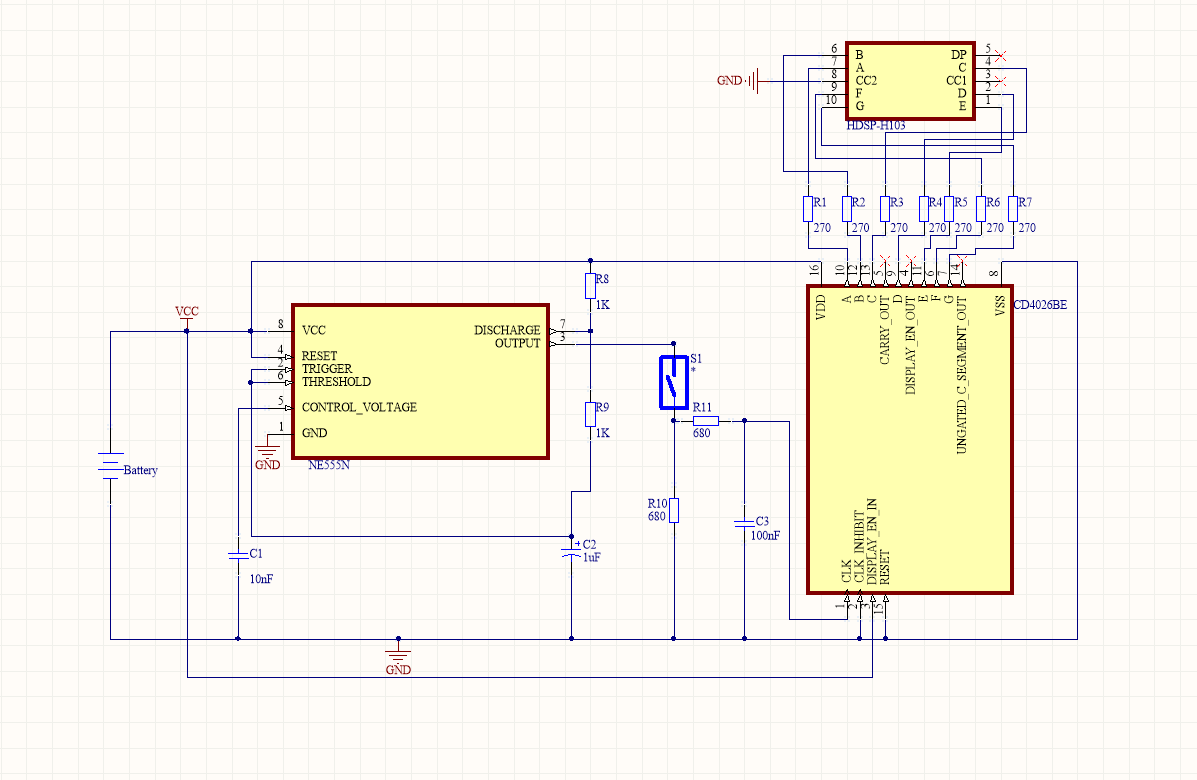 6 B DP 5
7 A C 4
GND 8 CC2 CC1 3
9 F D 2
10 G E 1
HDSP-H103
R1 R2 R3 R4 R5 R6 R7
270 270 270 270 270 270 270
16 10 12 13 5 9 4 11 6 7 14 8
VDD A B C CARRY_OUT D DISPLAY_EN_OUT E F G UNGATED_C_SEGMENT_OUT VSS
CD4026BE
R8
1K
VCC
8 VCC DISCHARGE 7
OUTPUT 3
4 RESET
2 TRIGGER
6 THRESHOLD
5 CONTROL_VOLTAGE
1 GND
GND
NE555N
S1
*
R9
1K
R11
680
Battery
R10
680
C3
100nF
C1
10nF
+ C2
1uF
CLK CLK_INHIBIT DISPLAY_EN_IN RESET
1 2 3 15
GND